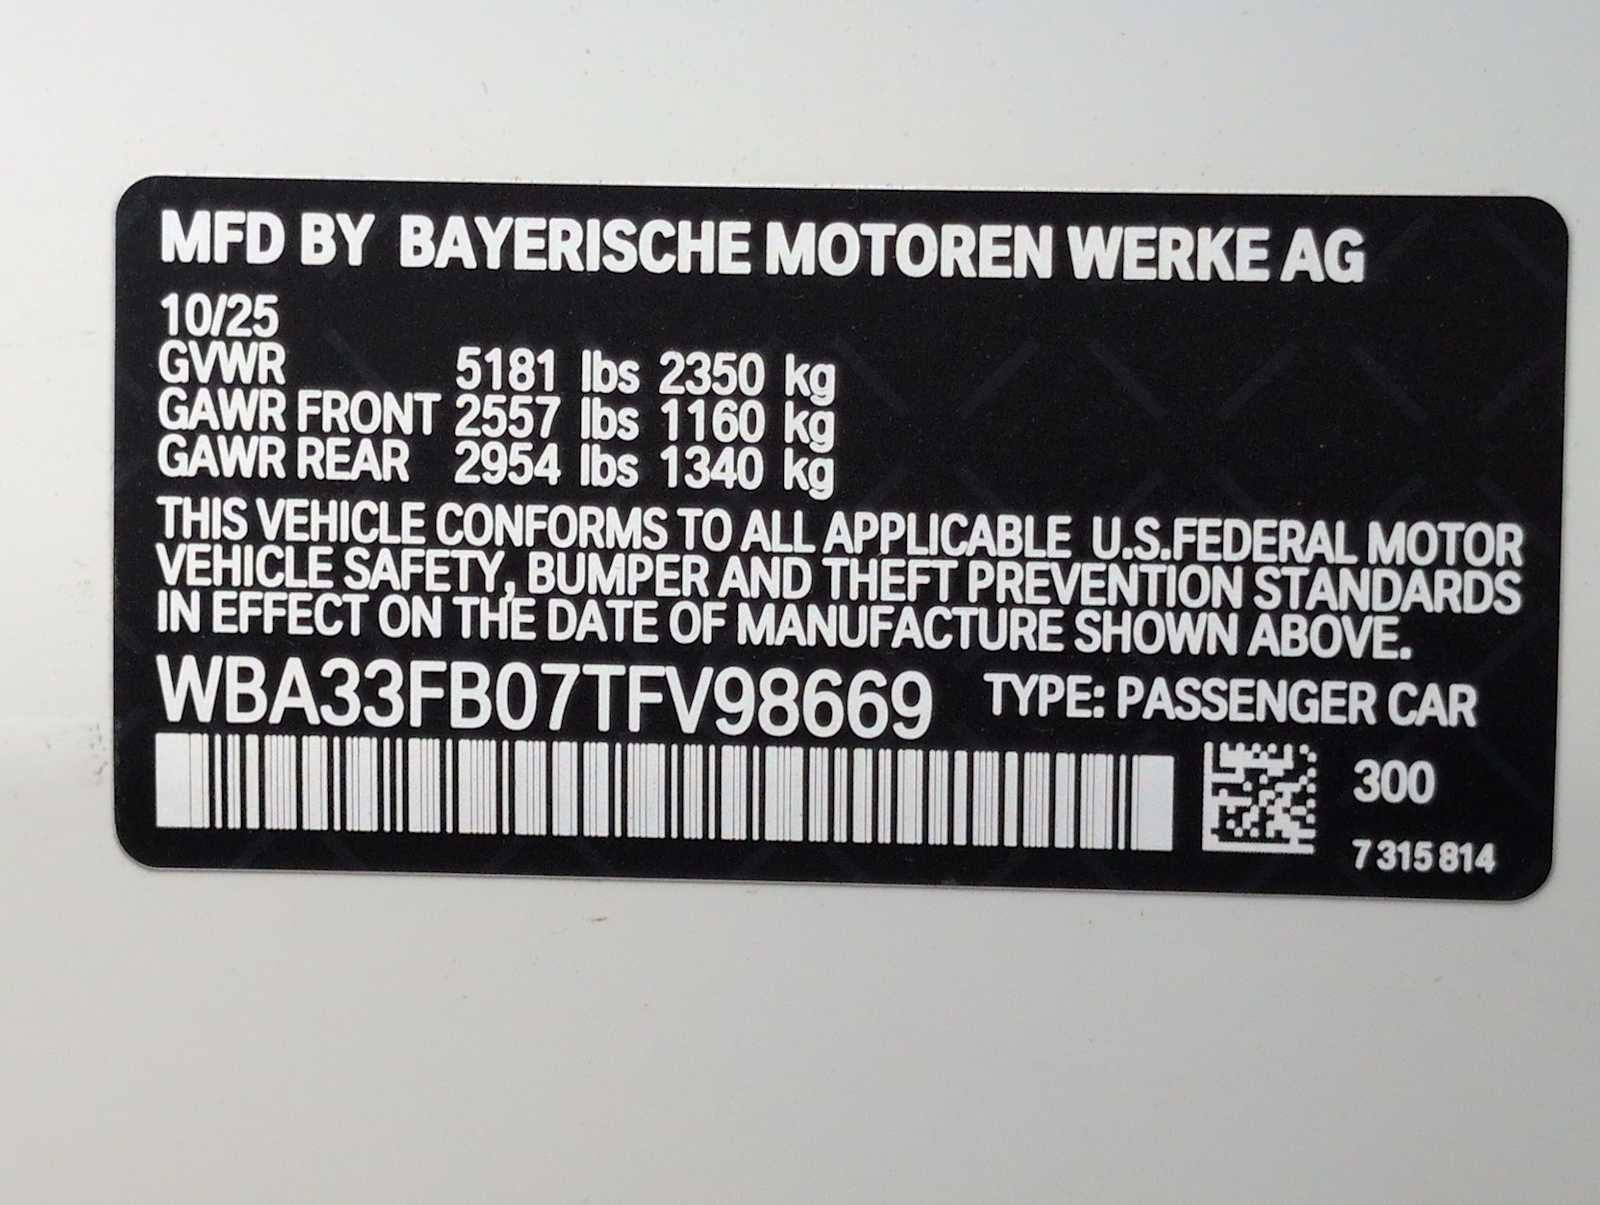 MFD BY BAYERISCHE MOTOREN WERKE AG
10/25
GVWR 5181 lbs 2350 kg
GAWR FRONT 2557 lbs 1160 kg
GAWR REAR 2954 lbs 1340 kg
THIS VEHICLE CONFORMS TO ALL APPLICABLE U.S.FEDERAL MOTOR
VEHICLE SAFETY, BUMPER AND THEFT PREVENTION STANDARDS
IN EFFECT ON THE DATE OF MANUFACTURE SHOWN ABOVE.
WBA33FB07TFV98669 TYPE: PASSENGER CAR
300
7 315 814